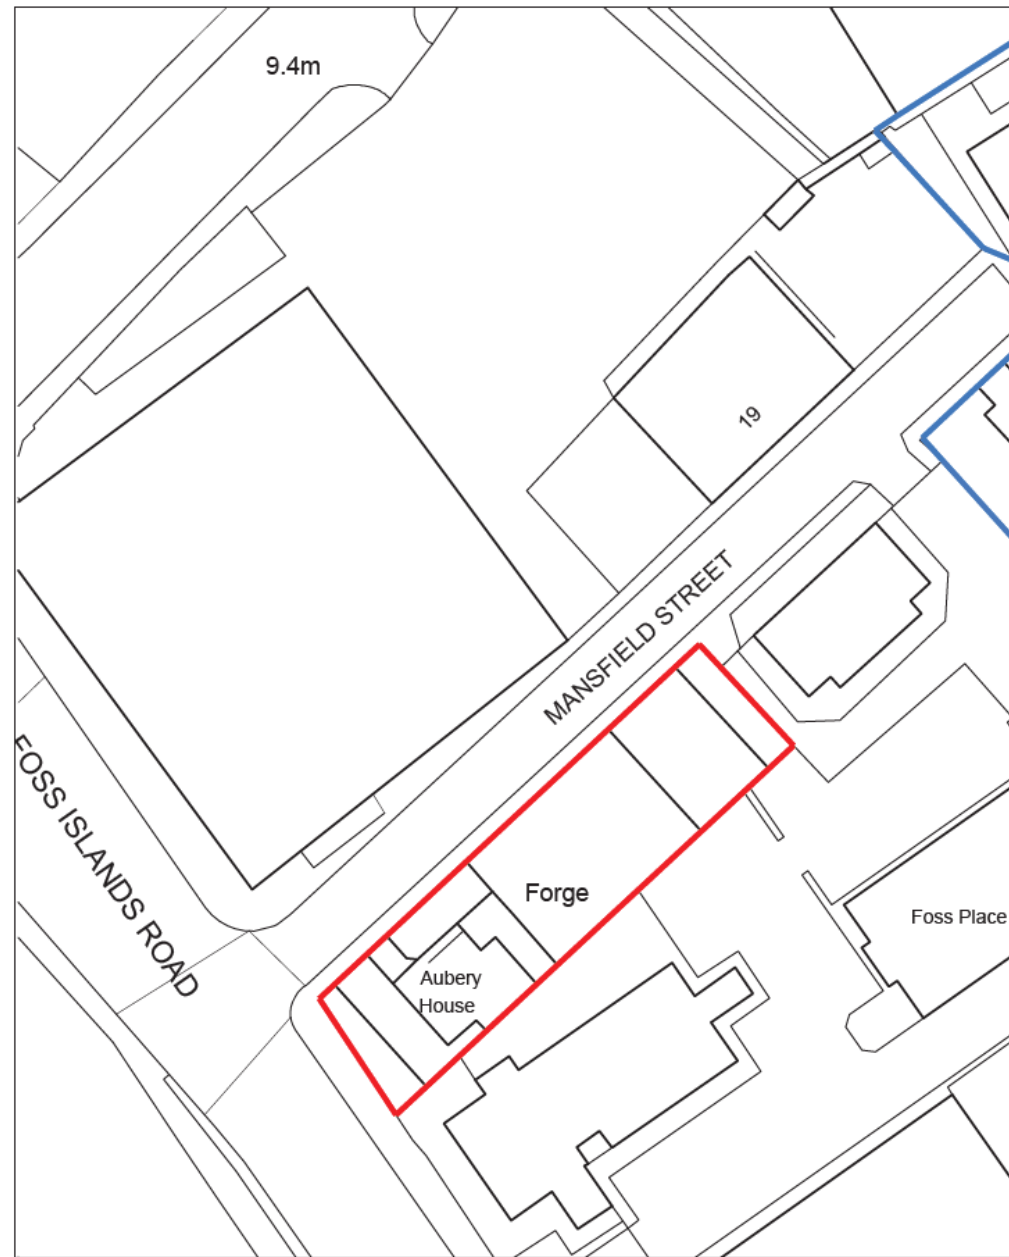 9.4m
19
MANSFIELD STREET
FOSS ISLANDS ROAD
Forge
Foss Place
Aubery
House